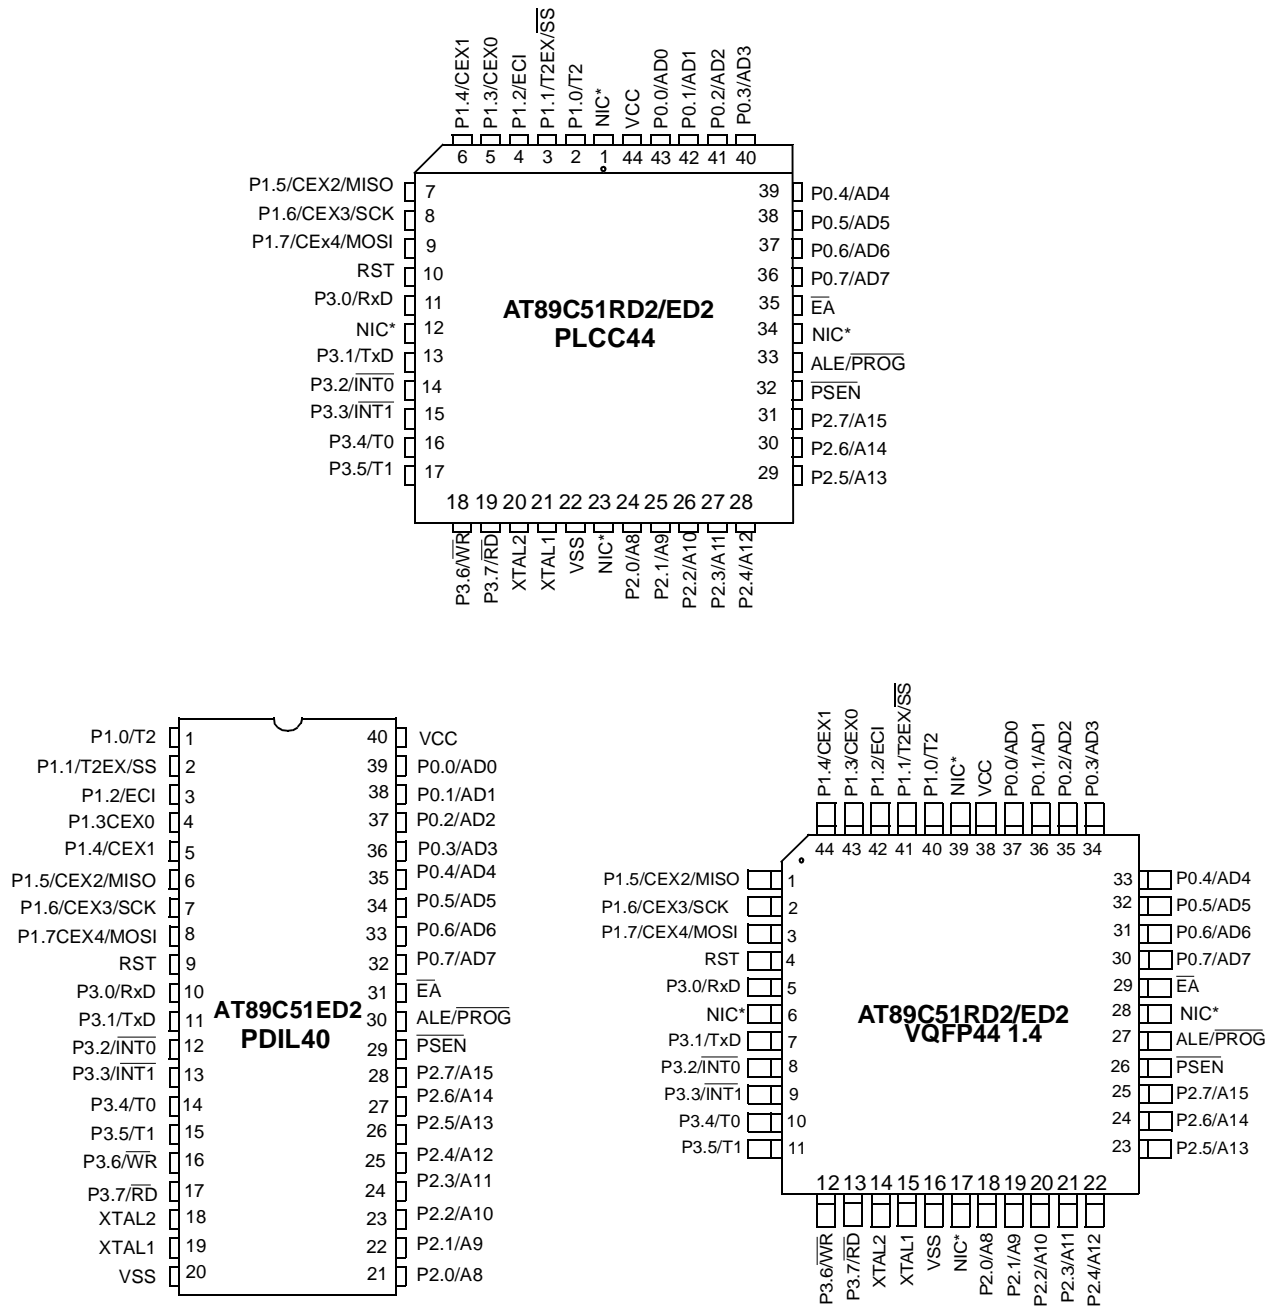 P1.4/CEX1
P1.3/CEX0
P1.2/ECI
P1.1/T2EX/SS
P1.0/T2
NIC*
VCC
P0.0/AD0
P0.1/AD1
P0.2/AD2
P0.3/AD3
6 5 4 3 2 1 44 43 42 41 40
P1.5/CEX2/MISO 7 39 P0.4/AD4
P1.6/CEX3/SCK 8 38 P0.5/AD5
P1.7/CEx4/MOSI 9 37 P0.6/AD6
RST 10 36 P0.7/AD7
P3.0/RxD 11 35 EA
NIC* 12 34 NIC*
P3.1/TxD 13 33 ALE/PROG
P3.2/INT0 14 32 PSEN
P3.3/INT1 15 31 P2.7/A15
P3.4/T0 16 30 P2.6/A14
P3.5/T1 17 29 P2.5/A13
AT89C51RD2/ED2
PLCC44
18 19 20 21 22 23 24 25 26 27 28
P3.6/WR
P3.7/RD
XTAL2
XTAL1
VSS
NIC*
P2.0/A8
P2.1/A9
P2.2/A10
P2.3/A11
P2.4/A12
P1.0/T2 1 40 VCC
P1.1/T2EX/SS 2 39 P0.0/AD0
P1.2/ECI 3 38 P0.1/AD1
P1.3CEX0 4 37 P0.2/AD2
P1.4/CEX1 5 36 P0.3/AD3
P1.5/CEX2/MISO 6 35 P0.4/AD4
P1.6/CEX3/SCK 7 34 P0.5/AD5
P1.7CEX4/MOSI 8 33 P0.6/AD6
RST 9 32 P0.7/AD7
P3.0/RxD 10 31 EA
P3.1/TxD 11 30 ALE/PROG
P3.2/INT0 12 29 PSEN
P3.3/INT1 13 28 P2.7/A15
P3.4/T0 14 27 P2.6/A14
P3.5/T1 15 26 P2.5/A13
P3.6/WR 16 25 P2.4/A12
P3.7/RD 17 24 P2.3/A11
XTAL2 18 23 P2.2/A10
XTAL1 19 22 P2.1/A9
VSS 20 21 P2.0/A8
AT89C51ED2
PDIL40
P1.4/CEX1
P1.3/CEX0
P1.2/ECI
P1.1/T2EX/SS
P1.0/T2
NIC*
VCC
P0.0/AD0
P0.1/AD1
P0.2/AD2
P0.3/AD3
44 43 42 41 40 39 38 37 36 35 34
P1.5/CEX2/MISO 1 33 P0.4/AD4
P1.6/CEX3/SCK 2 32 P0.5/AD5
P1.7/CEX4/MOSI 3 31 P0.6/AD6
RST 4 30 P0.7/AD7
P3.0/RxD 5 29 EA
NIC* 6 28 NIC*
P3.1/TxD 7 27 ALE/PROG
P3.2/INT0 8 26 PSEN
P3.3/INT1 9 25 P2.7/A15
P3.4/T0 10 24 P2.6/A14
P3.5/T1 11 23 P2.5/A13
AT89C51RD2/ED2
VQFP44 1.4
12 13 14 15 16 17 18 19 20 21 22
P3.6/WR
P3.7/RD
XTAL2
XTAL1
VSS
NIC*
P2.0/A8
P2.1/A9
P2.2/A10
P2.3/A11
P2.4/A12